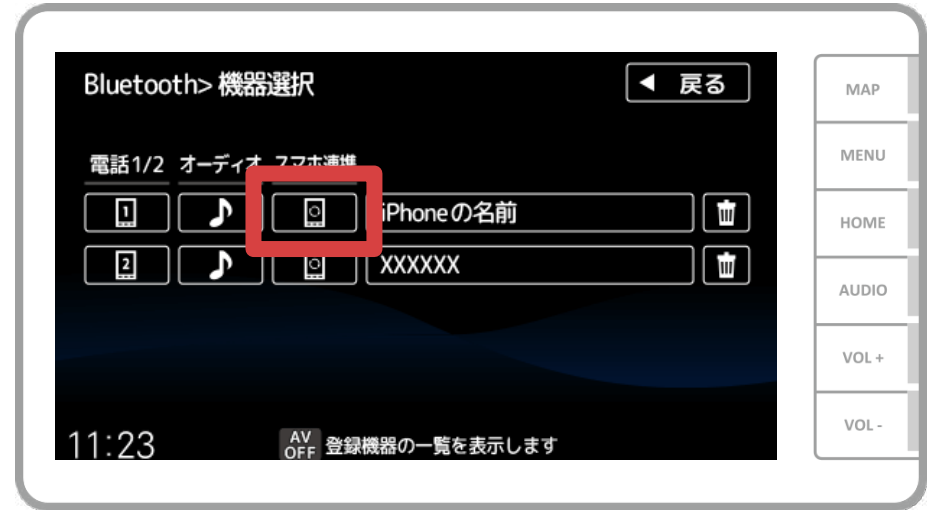 Bluetooth> 機器選択
◀ 戻る
電話1/2 オーディオ スマホ連携
1 iPhoneの名前
2 XXXXXX
11:23
AV OFF 登録機器の一覧を表示します
MAP
MENU
HOME
AUDIO
VOL +
VOL -